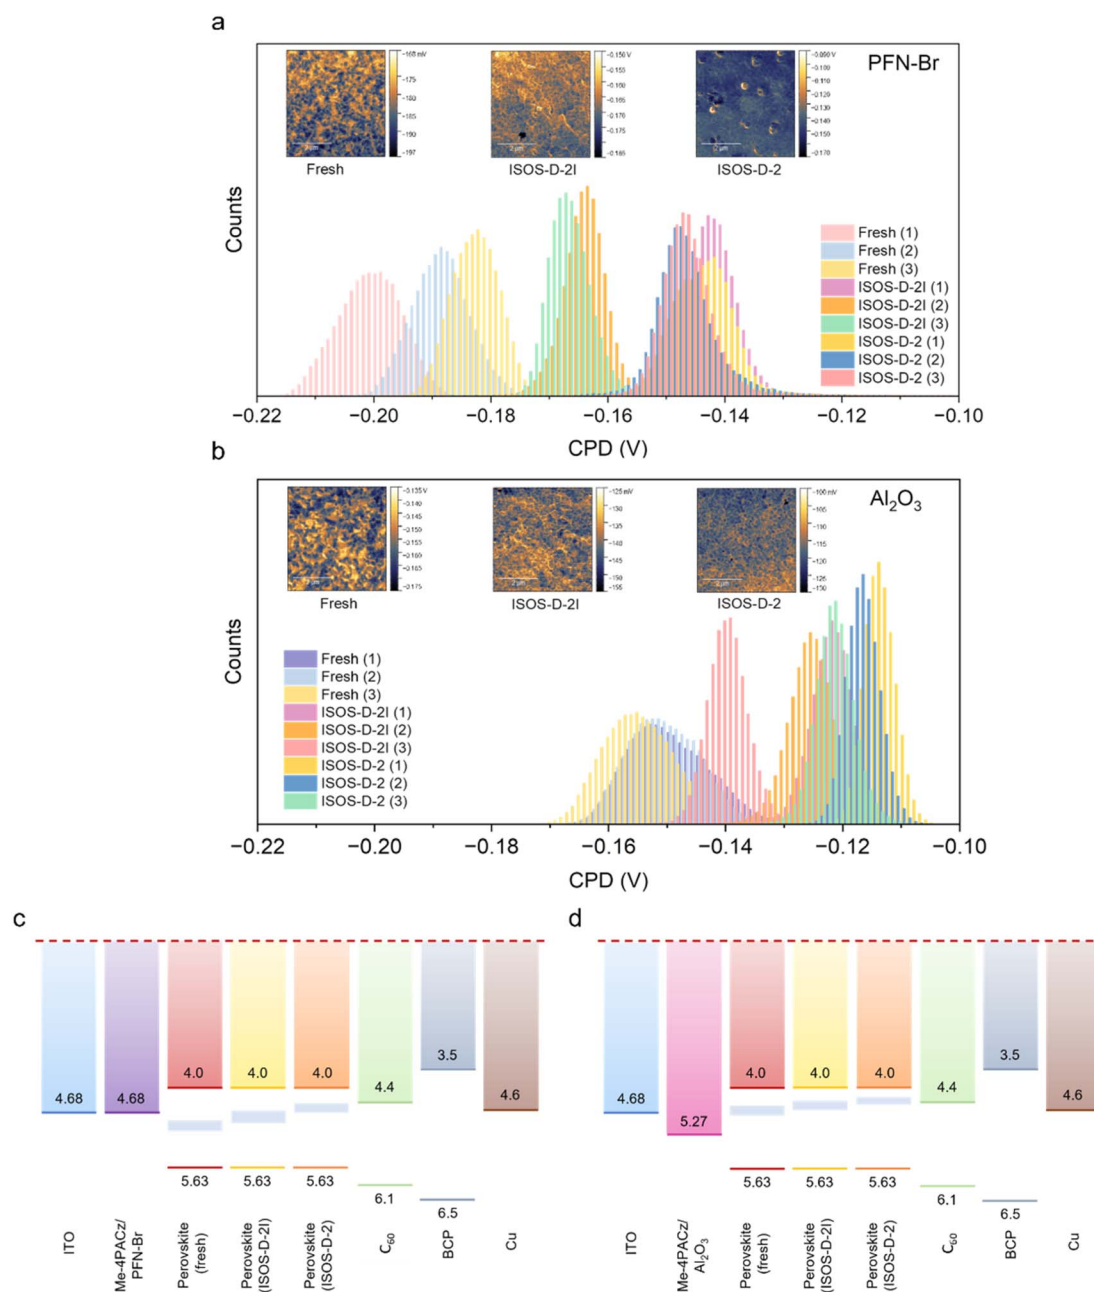 a
PFN-Br
Fresh
ISOS-D-2I
ISOS-D-2
Counts
Fresh (1)
Fresh (2)
Fresh (3)
ISOS-D-2I (1)
ISOS-D-2I (2)
ISOS-D-2I (3)
ISOS-D-2 (1)
ISOS-D-2 (2)
ISOS-D-2 (3)
−0.22 −0.20 −0.18 −0.16 −0.14 −0.12 −0.10
CPD (V)
b
Al₂O₃
Fresh
ISOS-D-2I
ISOS-D-2
Counts
Fresh (1)
Fresh (2)
Fresh (3)
ISOS-D-2I (1)
ISOS-D-2I (2)
ISOS-D-2I (3)
ISOS-D-2 (1)
ISOS-D-2 (2)
ISOS-D-2 (3)
−0.22 −0.20 −0.18 −0.16 −0.14 −0.12 −0.10
CPD (V)
c
4.68 4.68 4.0 4.0 4.0 4.4 3.5 4.6
5.63 5.63 5.63 6.1 6.5
ITO
Me-4PACz/
PFN-Br
Perovskite
(fresh)
Perovskite
(ISOS-D-2I)
Perovskite
(ISOS-D-2)
C₆₀
BCP
Cu
d
4.68 5.27 4.0 4.0 4.0 4.4 3.5 4.6
5.63 5.63 5.63 6.1 6.5
ITO
Me-4PACz/
Al₂O₃
Perovskite
(fresh)
Perovskite
(ISOS-D-2I)
Perovskite
(ISOS-D-2)
C₆₀
BCP
Cu